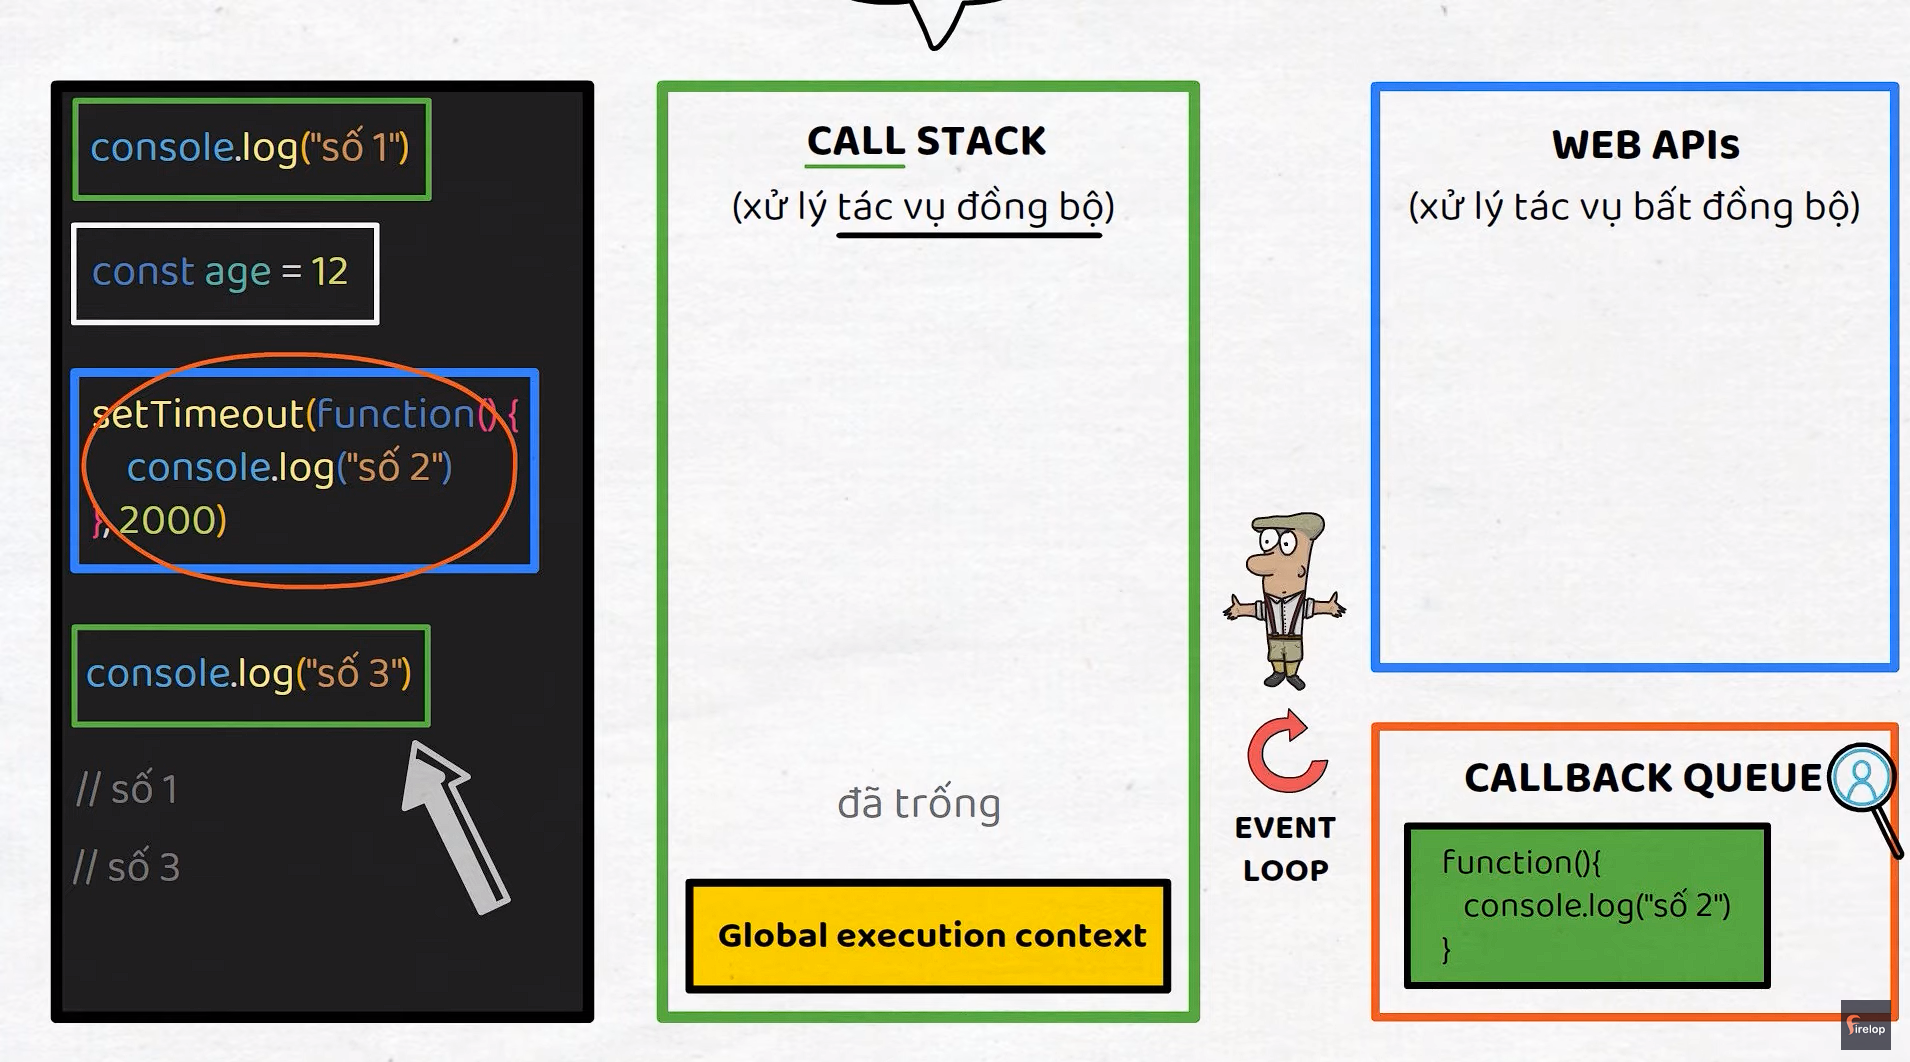 console.log("số 1")
const age = 12
setTimeout(function() {
console.log("số 2")
}, 2000)
console.log("số 3")
// số 1
// số 3
CALL STACK
(xử lý tác vụ đồng bộ)
đã trống
Global execution context
EVENT
LOOP
WEB APIs
(xử lý tác vụ bất đồng bộ)
CALLBACK QUEUE
function(){
console.log("số 2")
}
Firelop